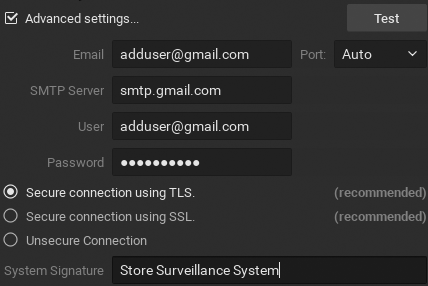 Advanced settings... Test
Email adduser@gmail.com Port: Auto
SMTP Server smtp.gmail.com
User adduser@gmail.com
Password ●●●●●●●●●●
Secure connection using TLS. (recommended)
Secure connection using SSL. (recommended)
Unsecure Connection
System Signature Store Surveillance System